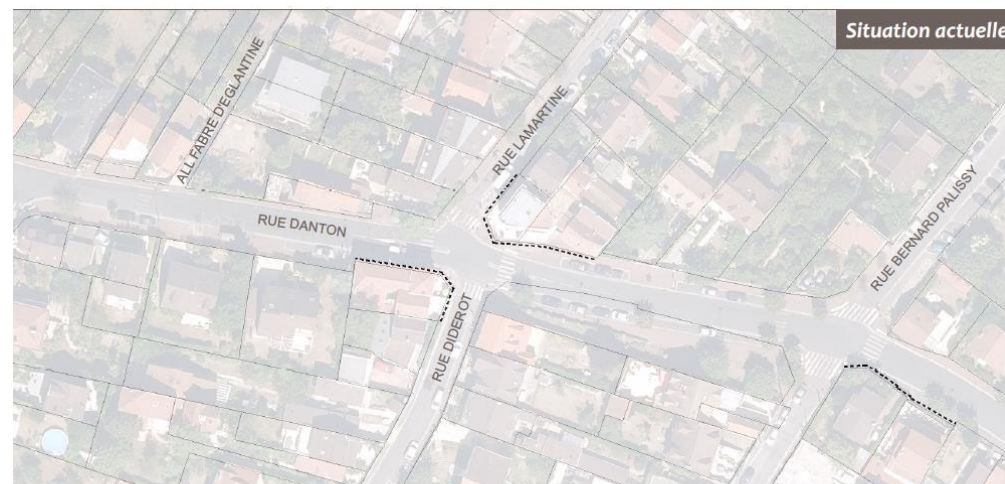 Situation actuelle
ALL FABRE D'EGLANTINE
RUE LAMARTINE
RUE BERNARD PALISSY
RUE DANTON
RUE DIDEROT